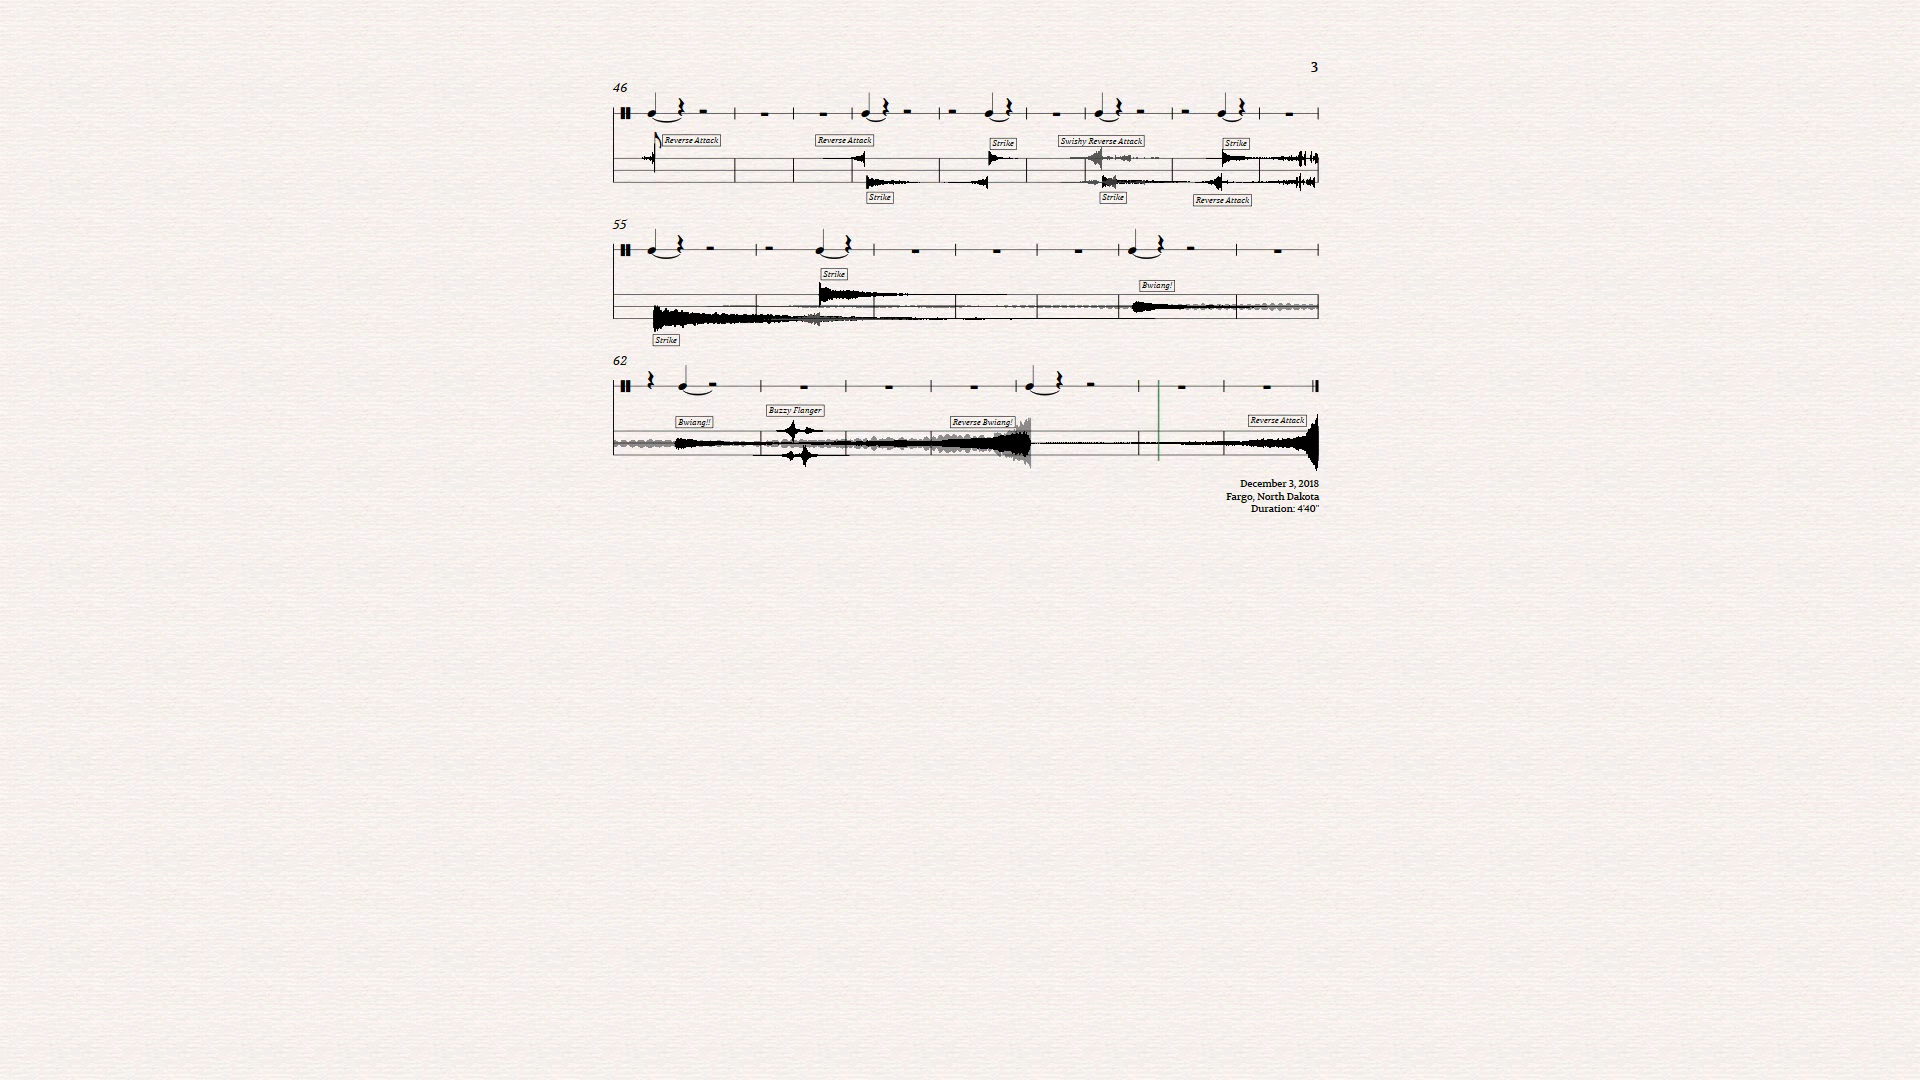 3
46
Reverse Attack
Reverse Attack
Strike
Swishy Reverse Attack
Strike
Strike
Strike
Reverse Attack
55
Strike
Bwiang!
Strike
62
Buzzy Flanger
Bwiang!!
Reverse Bwiang!
Reverse Attack
December 3, 2018
Fargo, North Dakota
Duration: 4'40"